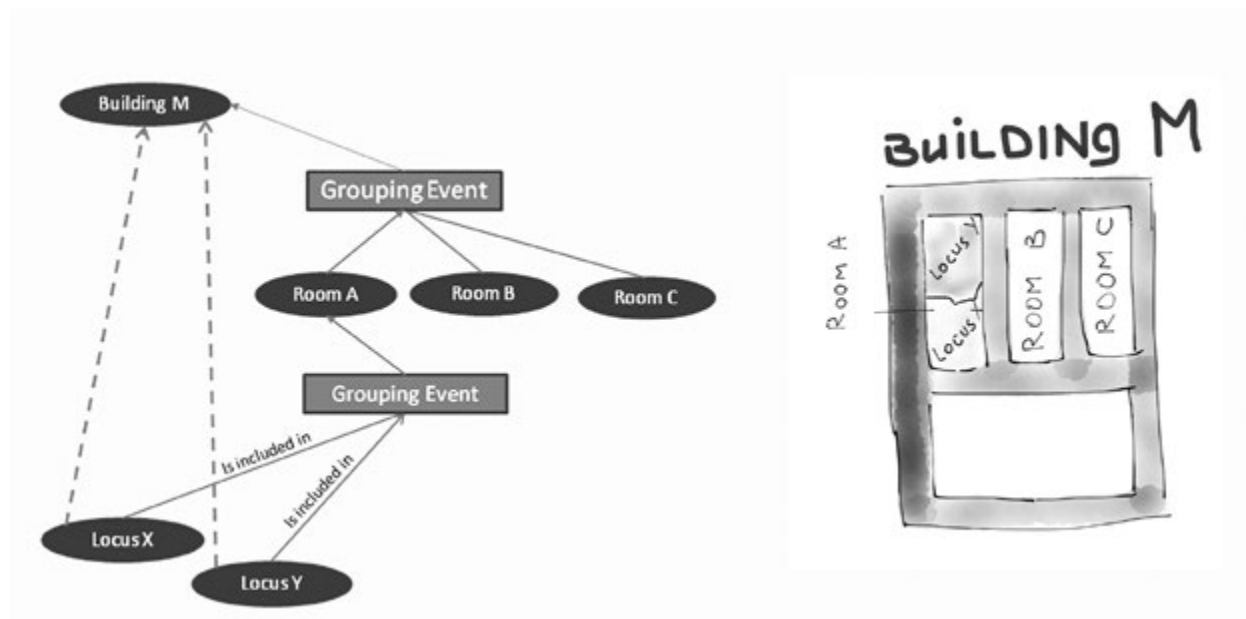 Building M
Grouping Event
Room A
Room B
Room C
Grouping Event
Is included in
Is included in
Locus X
Locus Y
BUILDING M
ROOM A
LOCUS Y
LOCUS
ROOM B
ROOM C